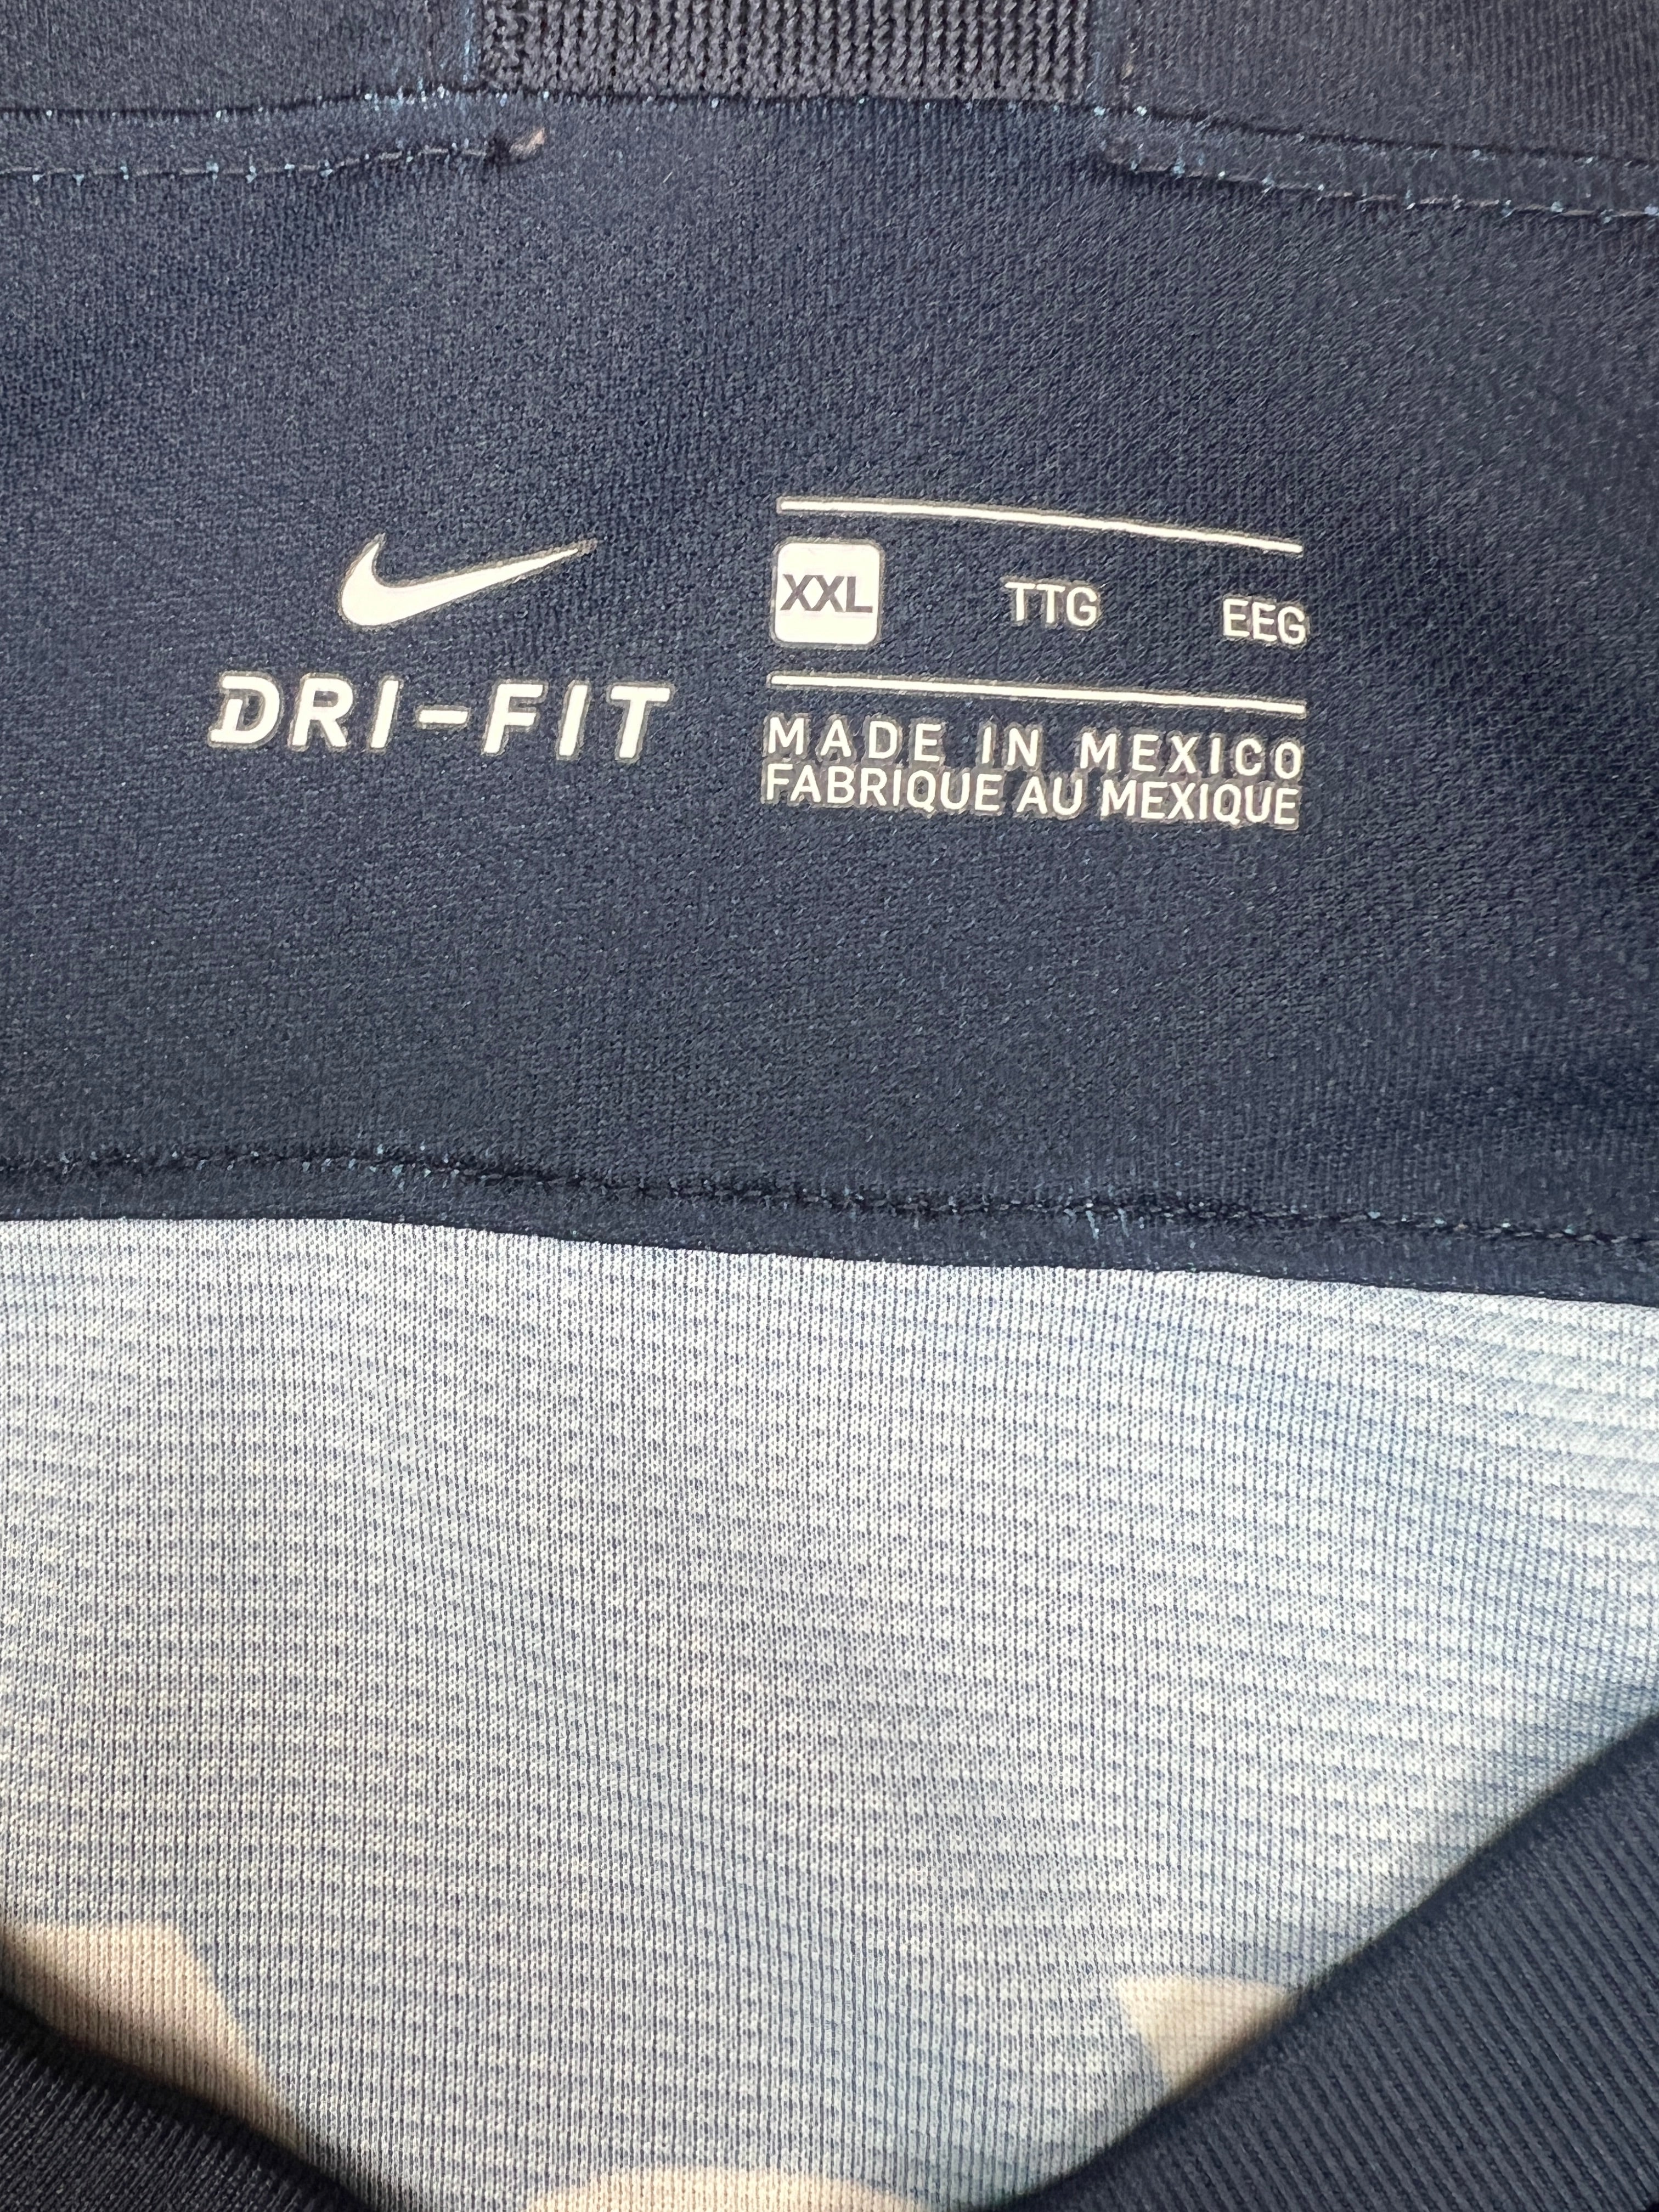 XXL TTG EEG
DRI-FIT
MADE IN MEXICO
FABRIQUE AU MEXIQUE